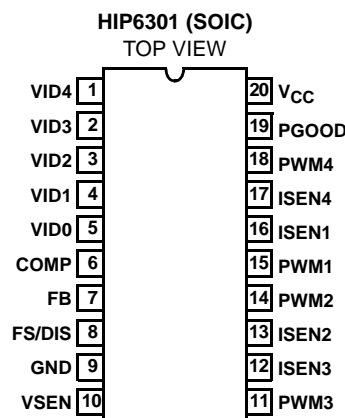 HIP6301 (SOIC)
TOP VIEW
VID4 1 20 VCC
VID3 2 19 PGOOD
VID2 3 18 PWM4
VID1 4 17 ISEN4
VID0 5 16 ISEN1
COMP 6 15 PWM1
FB 7 14 PWM2
FS/DIS 8 13 ISEN2
GND 9 12 ISEN3
VSEN 10 11 PWM3